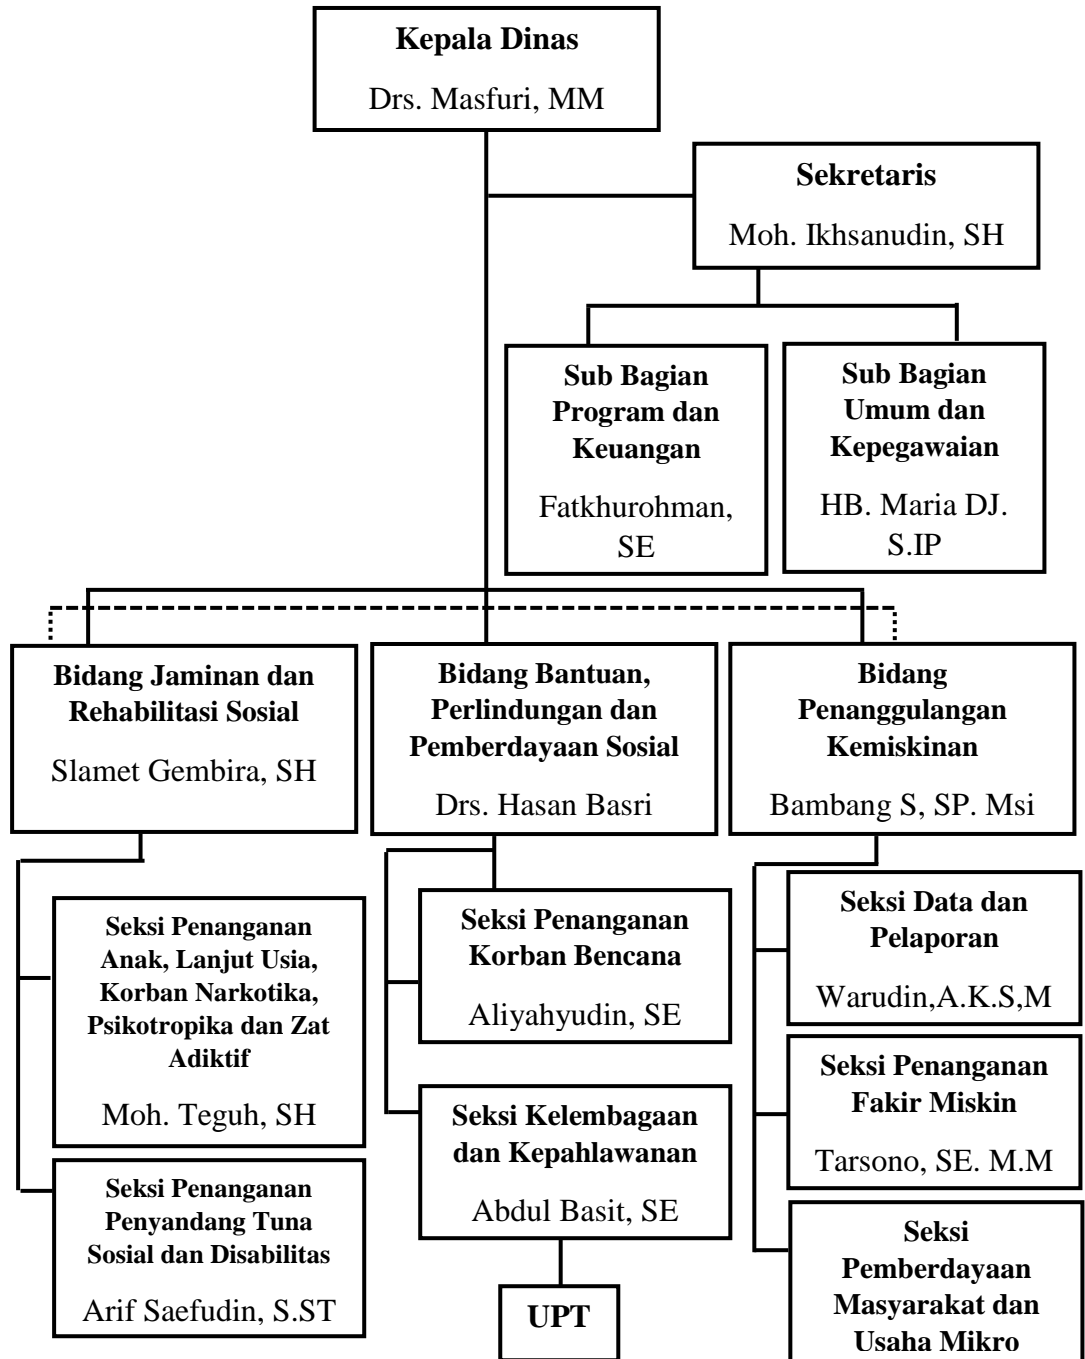 Kepala Dinas
Drs. Masfuri, MM
Sekretaris
Moh. Ikhsanudin, SH
Sub Bagian
Program dan
Keuangan
Fatkhurohman,
SE
Sub Bagian
Umum dan
Kepegawaian
HB. Maria DJ.
S.IP
Bidang Jaminan dan
Rehabilitasi Sosial
Slamet Gembira, SH
Bidang Bantuan,
Perlindungan dan
Pemberdayaan Sosial
Drs. Hasan Basri
Bidang
Penanggulangan
Kemiskinan
Bambang S, SP. Msi
Seksi Penanganan
Anak, Lanjut Usia,
Korban Narkotika,
Psikotropika dan Zat
Adiktif
Moh. Teguh, SH
Seksi Penanganan
Penyandang Tuna
Sosial dan Disabilitas
Arif Saefudin, S.ST
Seksi Penanganan
Korban Bencana
Aliyahyudin, SE
Seksi Kelembagaan
dan Kepahlawanan
Abdul Basit, SE
UPT
Seksi Data dan
Pelaporan
Warudin,A.K.S,M
Seksi Penanganan
Fakir Miskin
Tarsono, SE. M.M
Seksi
Pemberdayaan
Masyarakat dan
Usaha Mikro